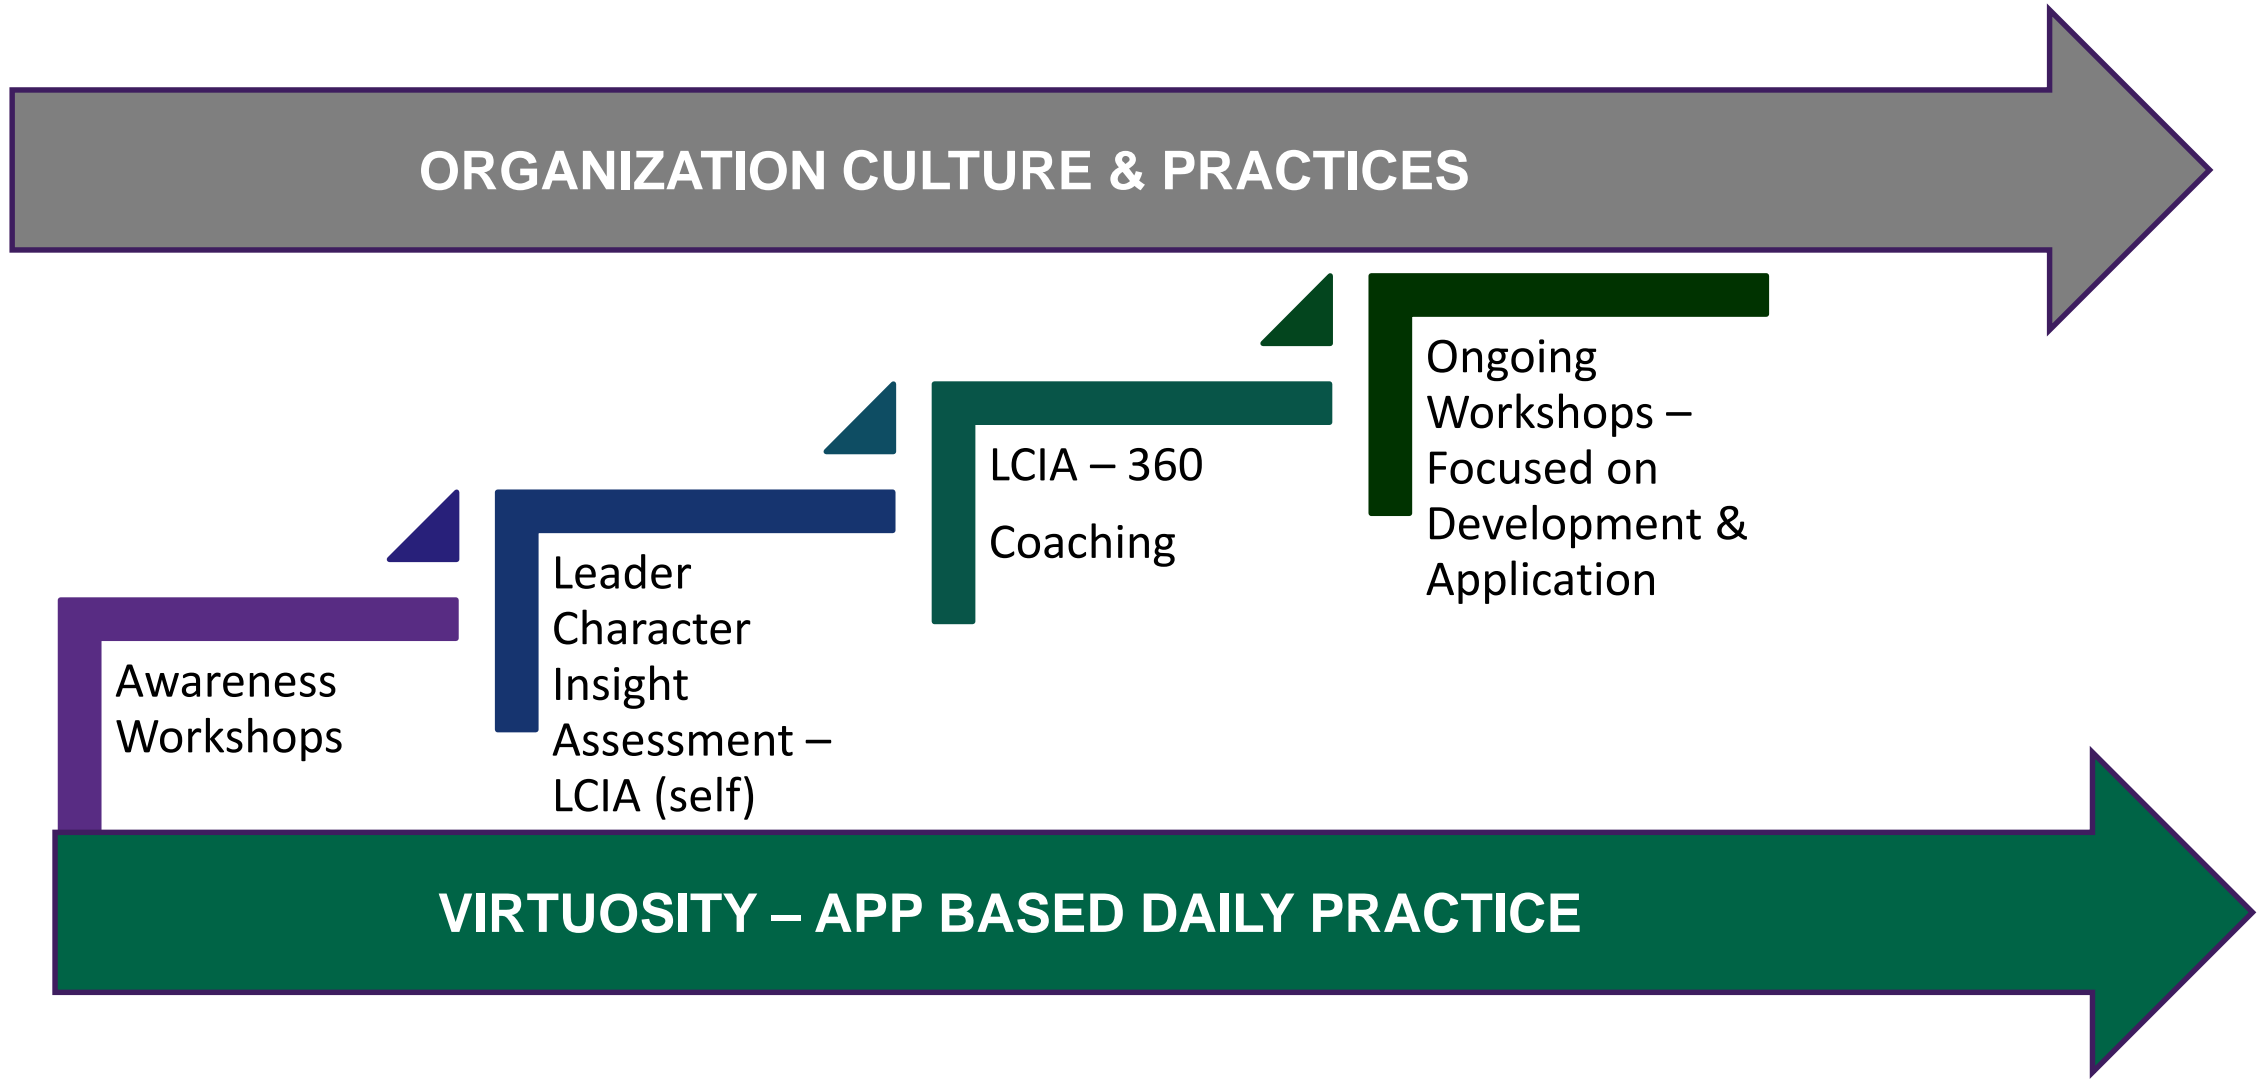 ORGANIZATION CULTURE & PRACTICES
Awareness
Workshops
Leader
Character
Insight
Assessment –
LCIA (self)
LCIA – 360
Coaching
Ongoing
Workshops –
Focused on
Development &
Application
VIRTUOSITY – APP BASED DAILY PRACTICE